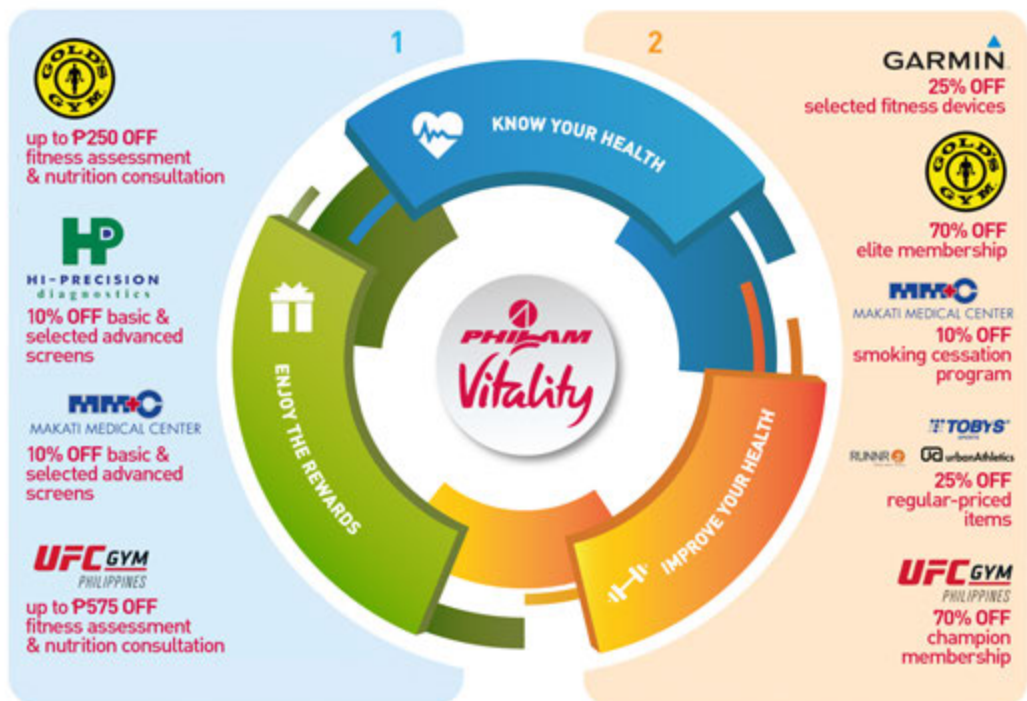 1
GOLD'S GYM
up to ₱250 OFF
fitness assessment
& nutrition consultation
HP
HI-PRECISION
diagnostics
10% OFF basic &
selected advanced
screens
MMC
MAKATI MEDICAL CENTER
10% OFF basic &
selected advanced
screens
UFC GYM
PHILIPPINES
up to ₱575 OFF
fitness assessment
& nutrition consultation
KNOW YOUR HEALTH
ENJOY THE REWARDS
IMPROVE YOUR HEALTH
PHILAM
Vitality
2
GARMIN
25% OFF
selected fitness devices
GOLD'S GYM
70% OFF
elite membership
MMC
MAKATI MEDICAL CENTER
10% OFF
smoking cessation
program
TOBYS
SPORTS
RUNNR urbanAthletics
25% OFF
regular-priced
items
UFC GYM
PHILIPPINES
70% OFF
champion
membership